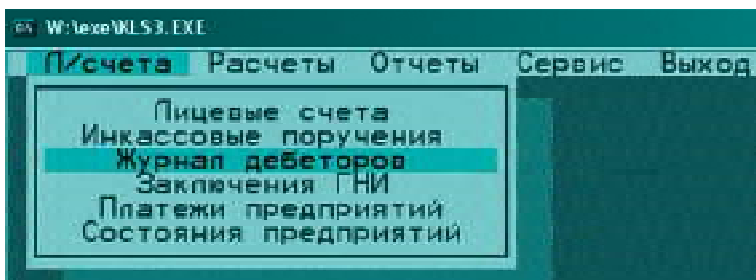 W:\exe\KLS3.EXE
Л/счета Расчеты Отчеты Сервис Выход
Лицевые счета
Инкассовые поручения
Журнал дебеторов
Заключения ГНИ
Платежи предприятий
Состояния предприятий